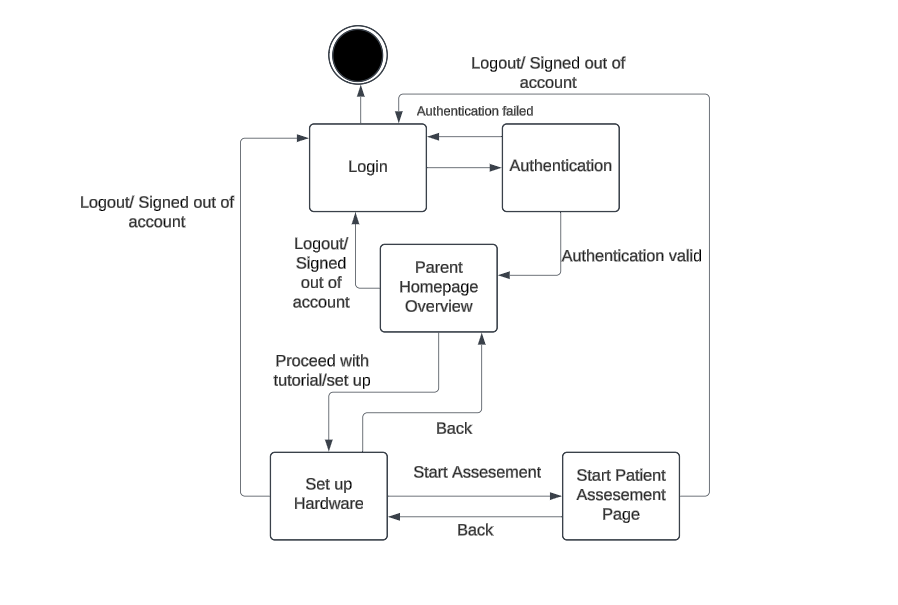 Logout/ Signed out of
account
Authentication failed
Login
Authentication
Logout/ Signed out of
account
Logout/
Signed
out of
account
Authentication valid
Parent
Homepage
Overview
Proceed with
tutorial/set up
Back
Set up
Hardware
Start Assesement
Start Patient
Assesement
Page
Back